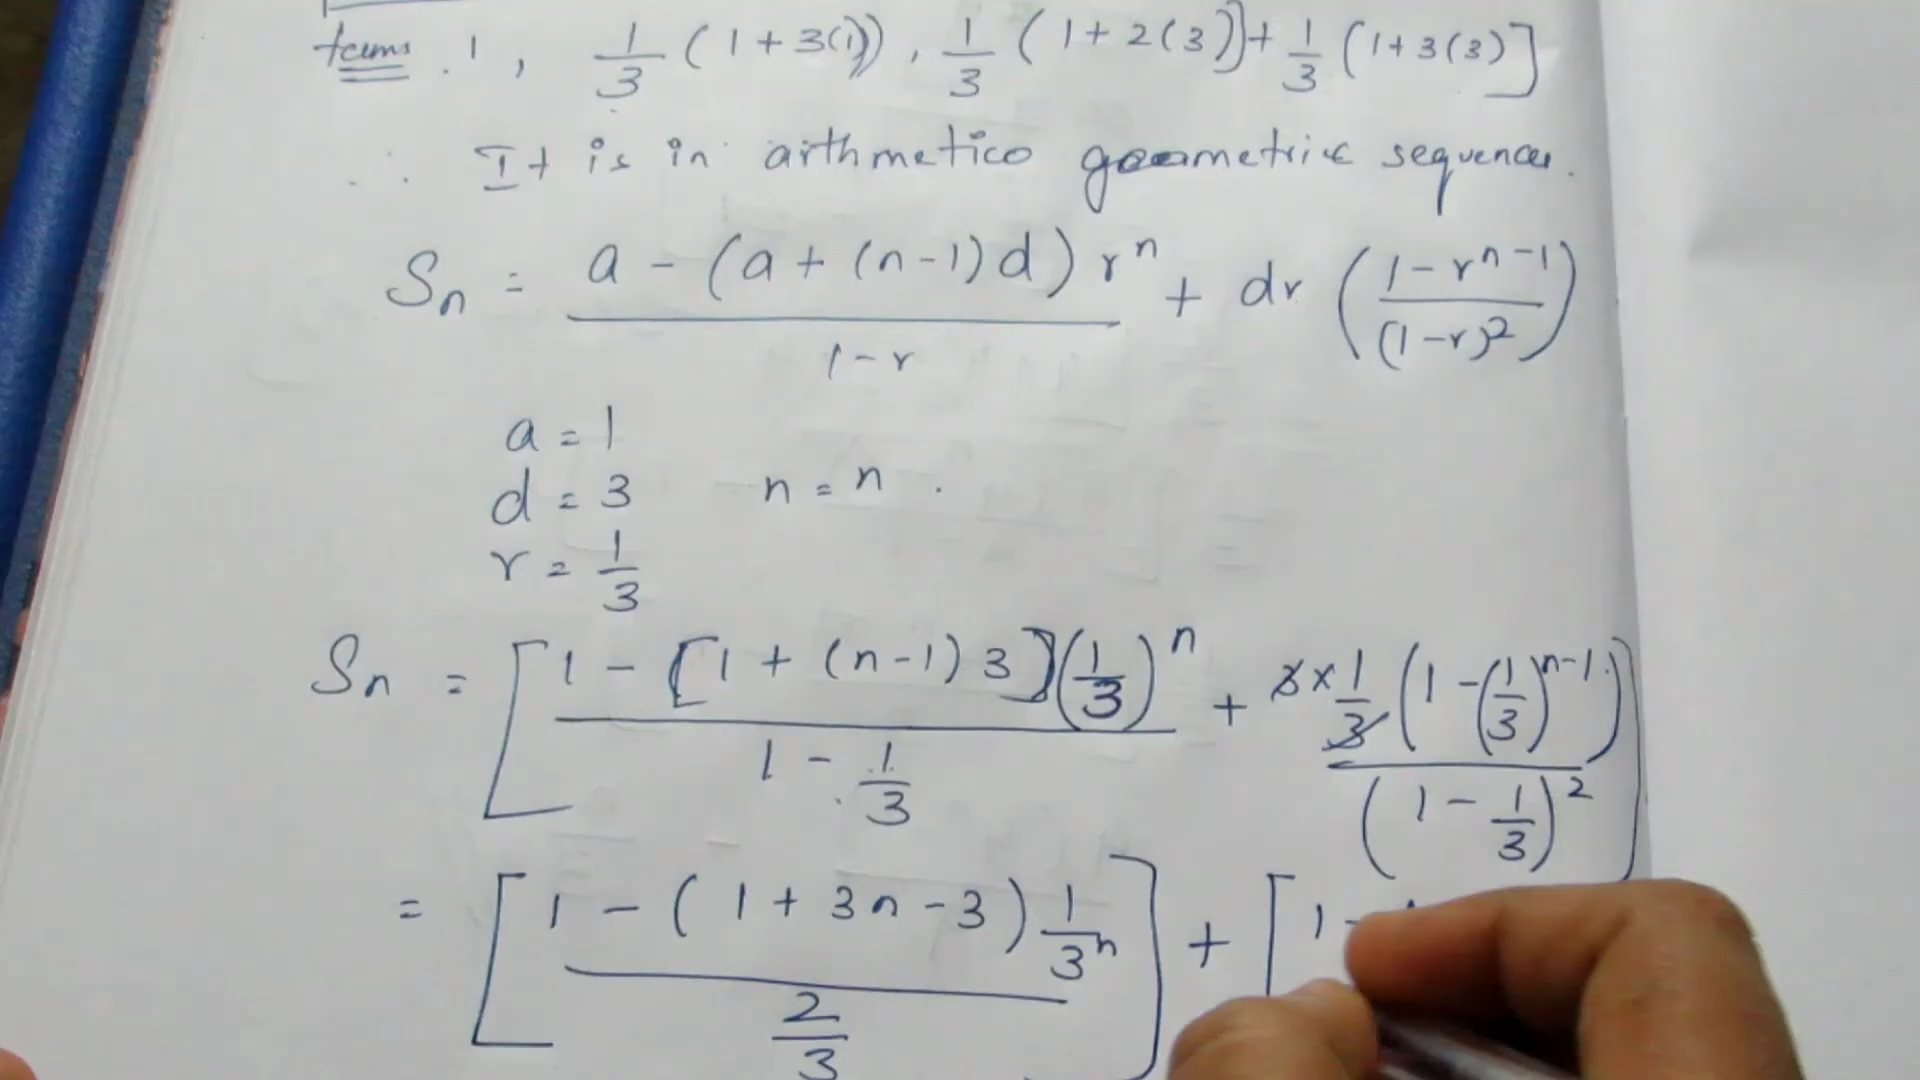 terms . 1 , 1/3 ( 1 + 3(1)) , 1/3 ( 1 + 2(3)] + 1/3 (1+3(3)]
∴ It is in arthmetico geometric sequences.
Sn = (a - (a + (n-1)d) r^n)/(1-r) + dr ((1-r^n-1)/((1-r)^2))
a = 1
d = 3 n = n .
r = 1/3
Sn = [(1 - [1 + (n-1) 3](1/3)^n)/(1 - 1/3) + (3 × 1/3 (1 - (1/3)^n-1))/((1 - 1/3)^2)
= [(1 - ( 1 + 3n - 3) 1/3^n)/(2/3)] + [ 1 -